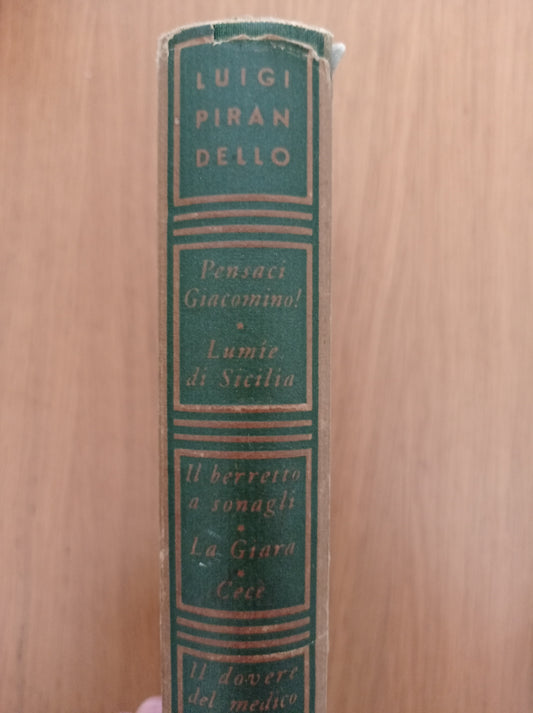 LUIGI
PIRAN
DELLO
Pensaci
Giacomino!
*
Lumie
di Sicilia
Il berretto
a sonagli
*
La Giara
*
Cecè
Il dovere
del medico